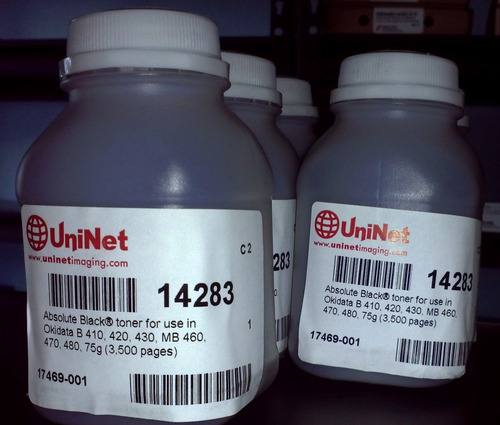 UniNet
www.uninetimaging.com
C2
14283
1
Absolute Black® toner for use in
Okidata B 410, 420, 430, MB 460,
470, 480, 75g (3,500 pages)
17469-001
UniNet
www.uninetimaging.com
14283
Absolute Black® toner for use in
Okidata B 410, 420, 430, MB 460,
470, 480, 75g (3,500 pages)
17469-001